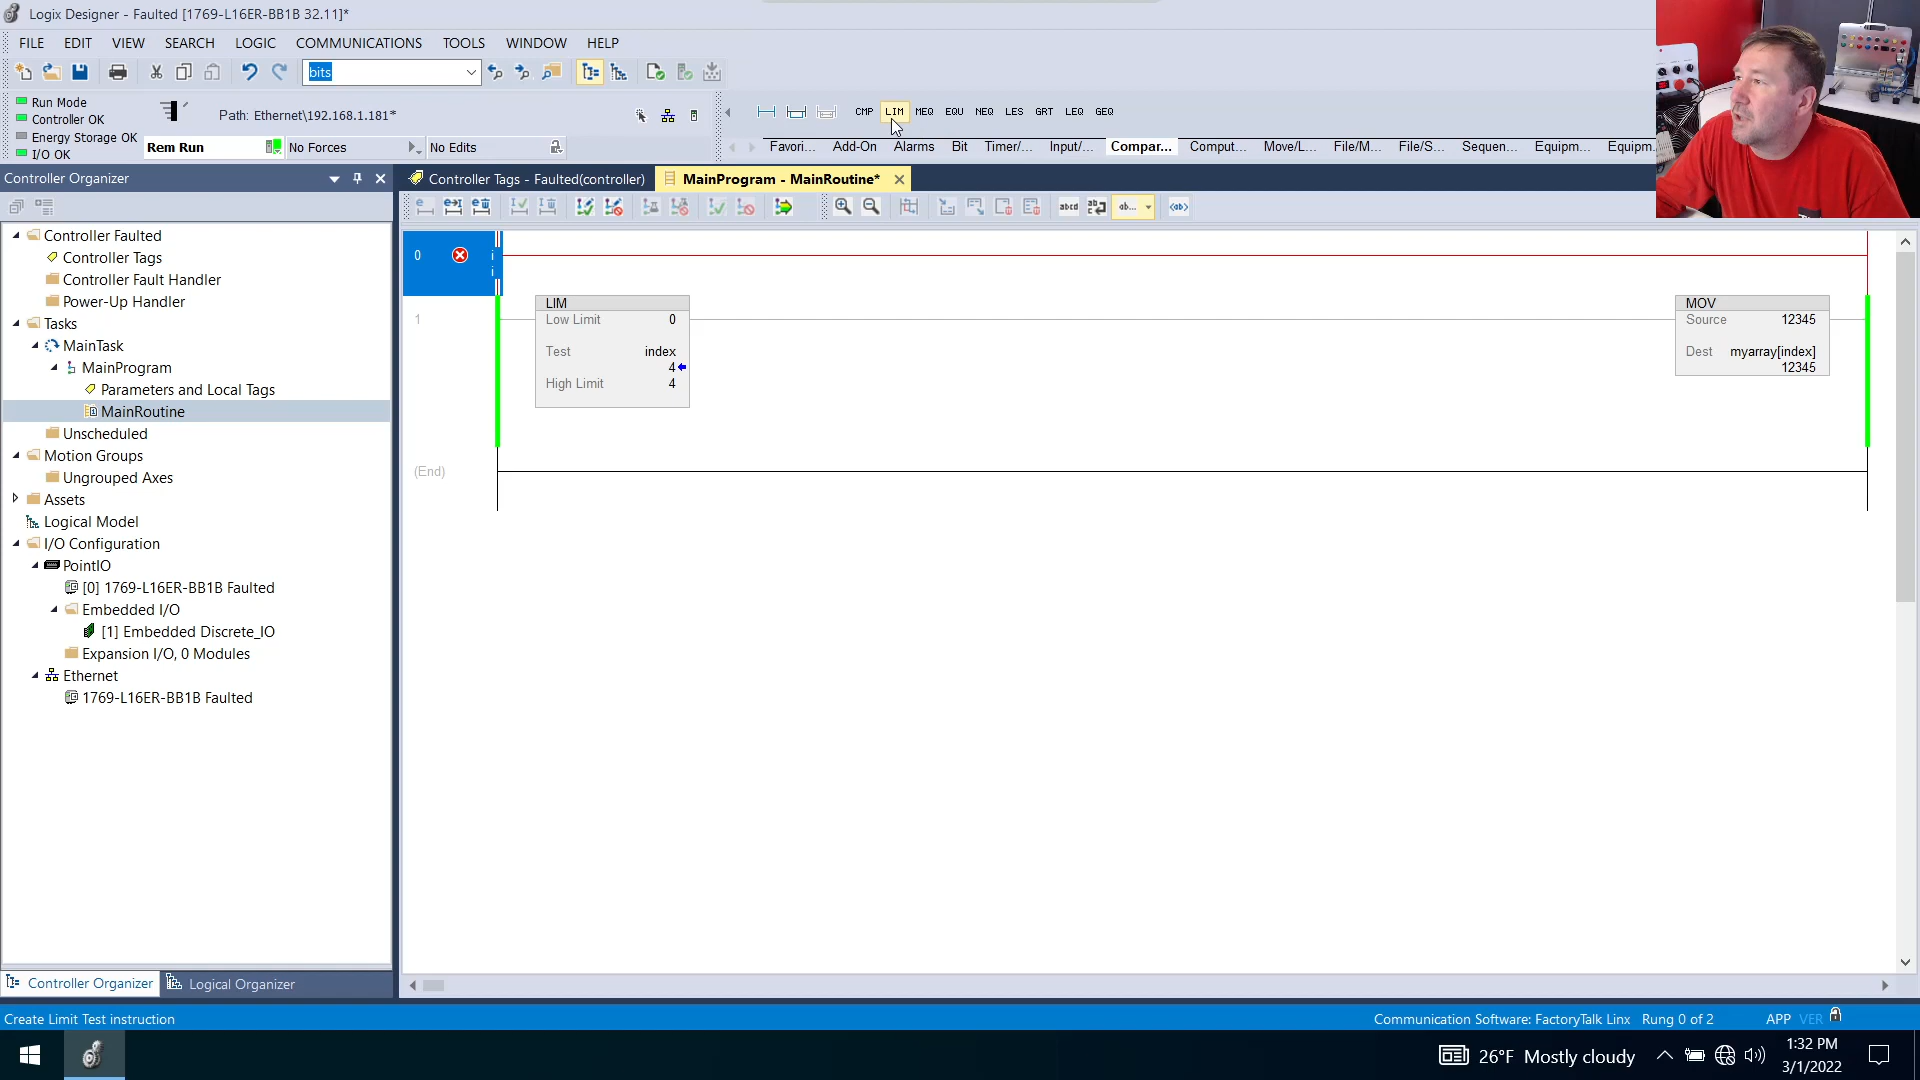 Logix Designer - Faulted [1769-L16ER-BB1B 32.11]*
FILE EDIT VIEW SEARCH LOGIC COMMUNICATIONS TOOLS WINDOW HELP
bits
Run Mode
Controller OK
Energy Storage OK
I/O OK
Path: Ethernet\192.168.1.181*
Rem Run
No Forces
No Edits
CMP LIM MEQ EQU NEQ LES GRT LEQ GEQ
Favori... Add-On Alarms Bit Timer/... Input/... Compar... Comput... Move/L... File/M... File/S... Sequen... Equipm... Equipm
Controller Organizer
Controller Tags - Faulted(controller)
MainProgram - MainRoutine*
abcd
ab...
Controller Faulted
Controller Tags
Controller Fault Handler
Power-Up Handler
Tasks
MainTask
MainProgram
Parameters and Local Tags
MainRoutine
Unscheduled
Motion Groups
Ungrouped Axes
Assets
Logical Model
I/O Configuration
PointIO
[0] 1769-L16ER-BB1B Faulted
Embedded I/O
[1] Embedded Discrete_IO
Expansion I/O, 0 Modules
Ethernet
1769-L16ER-BB1B Faulted
0
i
i
1
LIM
Low Limit 0
Test index
4
High Limit 4
MOV
Source 12345
Dest myarray[index]
12345
(End)
Controller Organizer
Logical Organizer
Create Limit Test instruction
Communication Software: FactoryTalk Linx Rung 0 of 2 APP VER
26°F Mostly cloudy
1:32 PM
3/1/2022